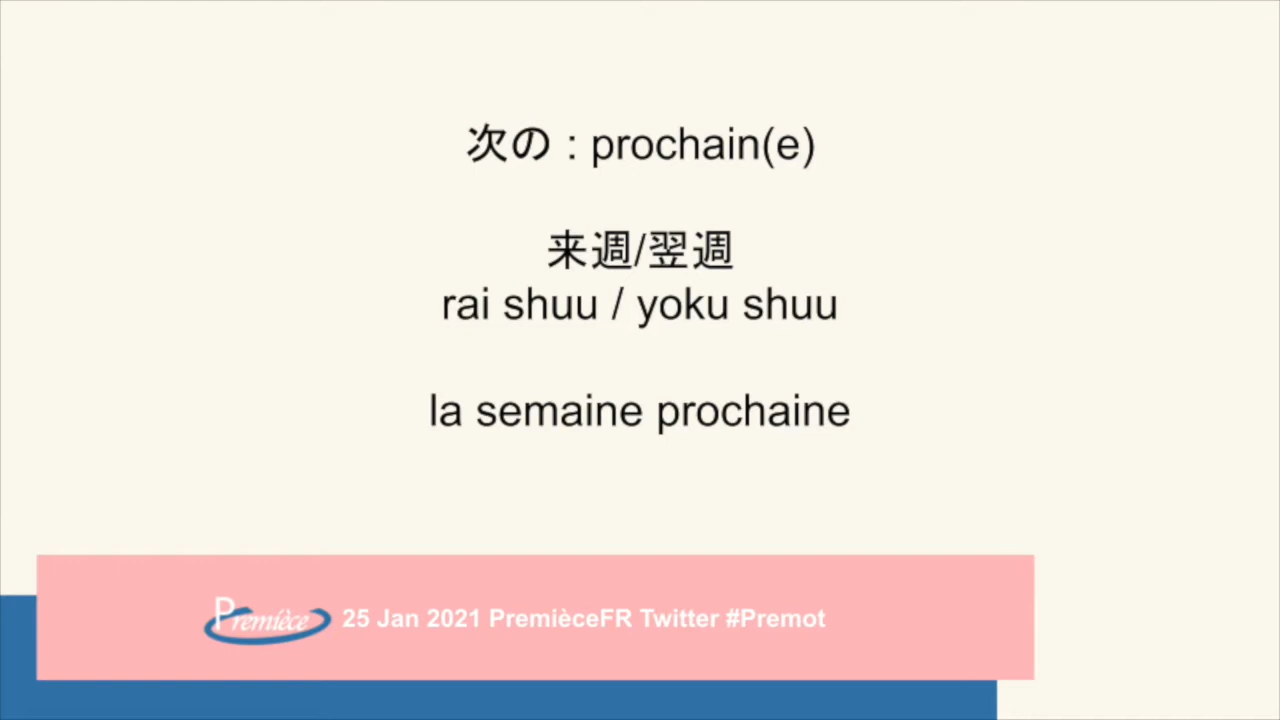 次の : prochain(e)
来週/翌週
rai shuu / yoku shuu
la semaine prochaine
Premièce
25 Jan 2021 PremièceFR Twitter #Premot